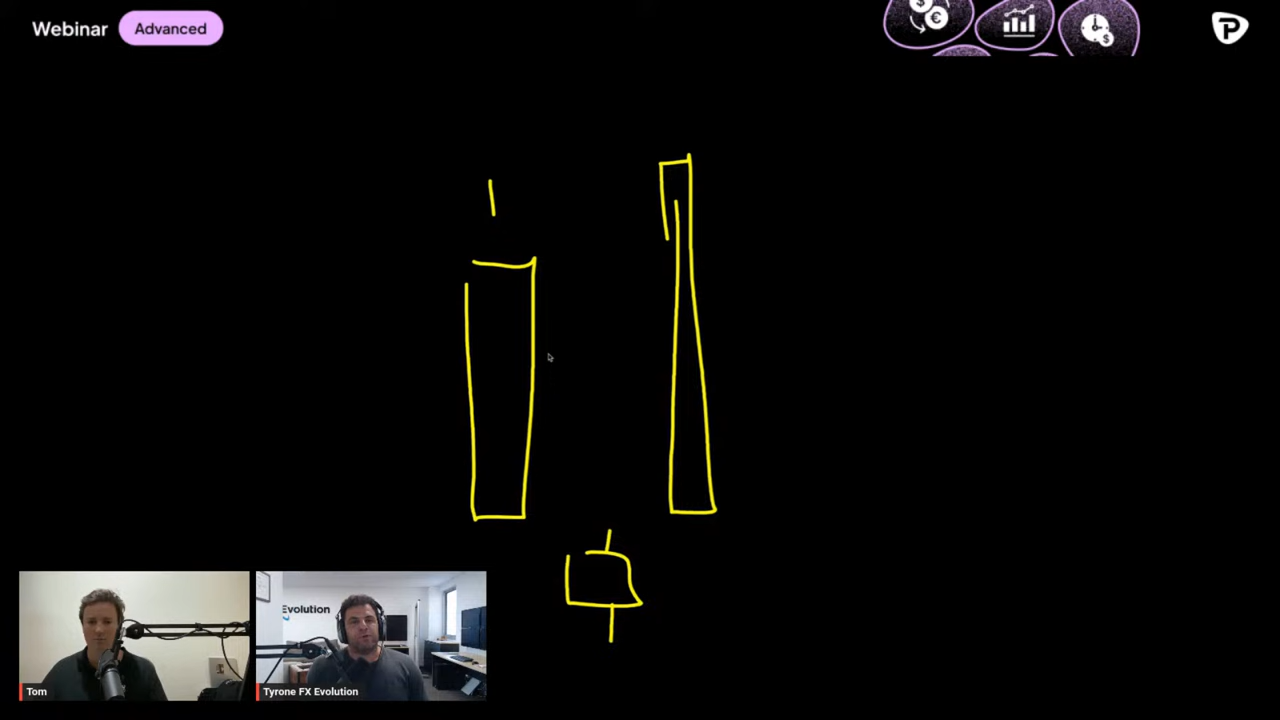 Webinar
Advanced
Evolution
Tom
Tyrone FX Evolution